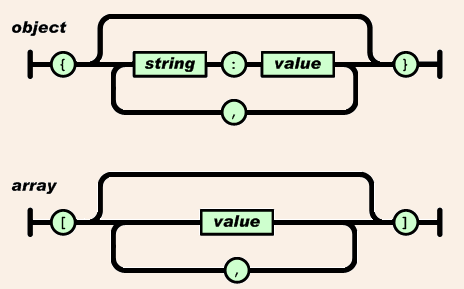 object
{ string : value }
,
array
[ value ]
,